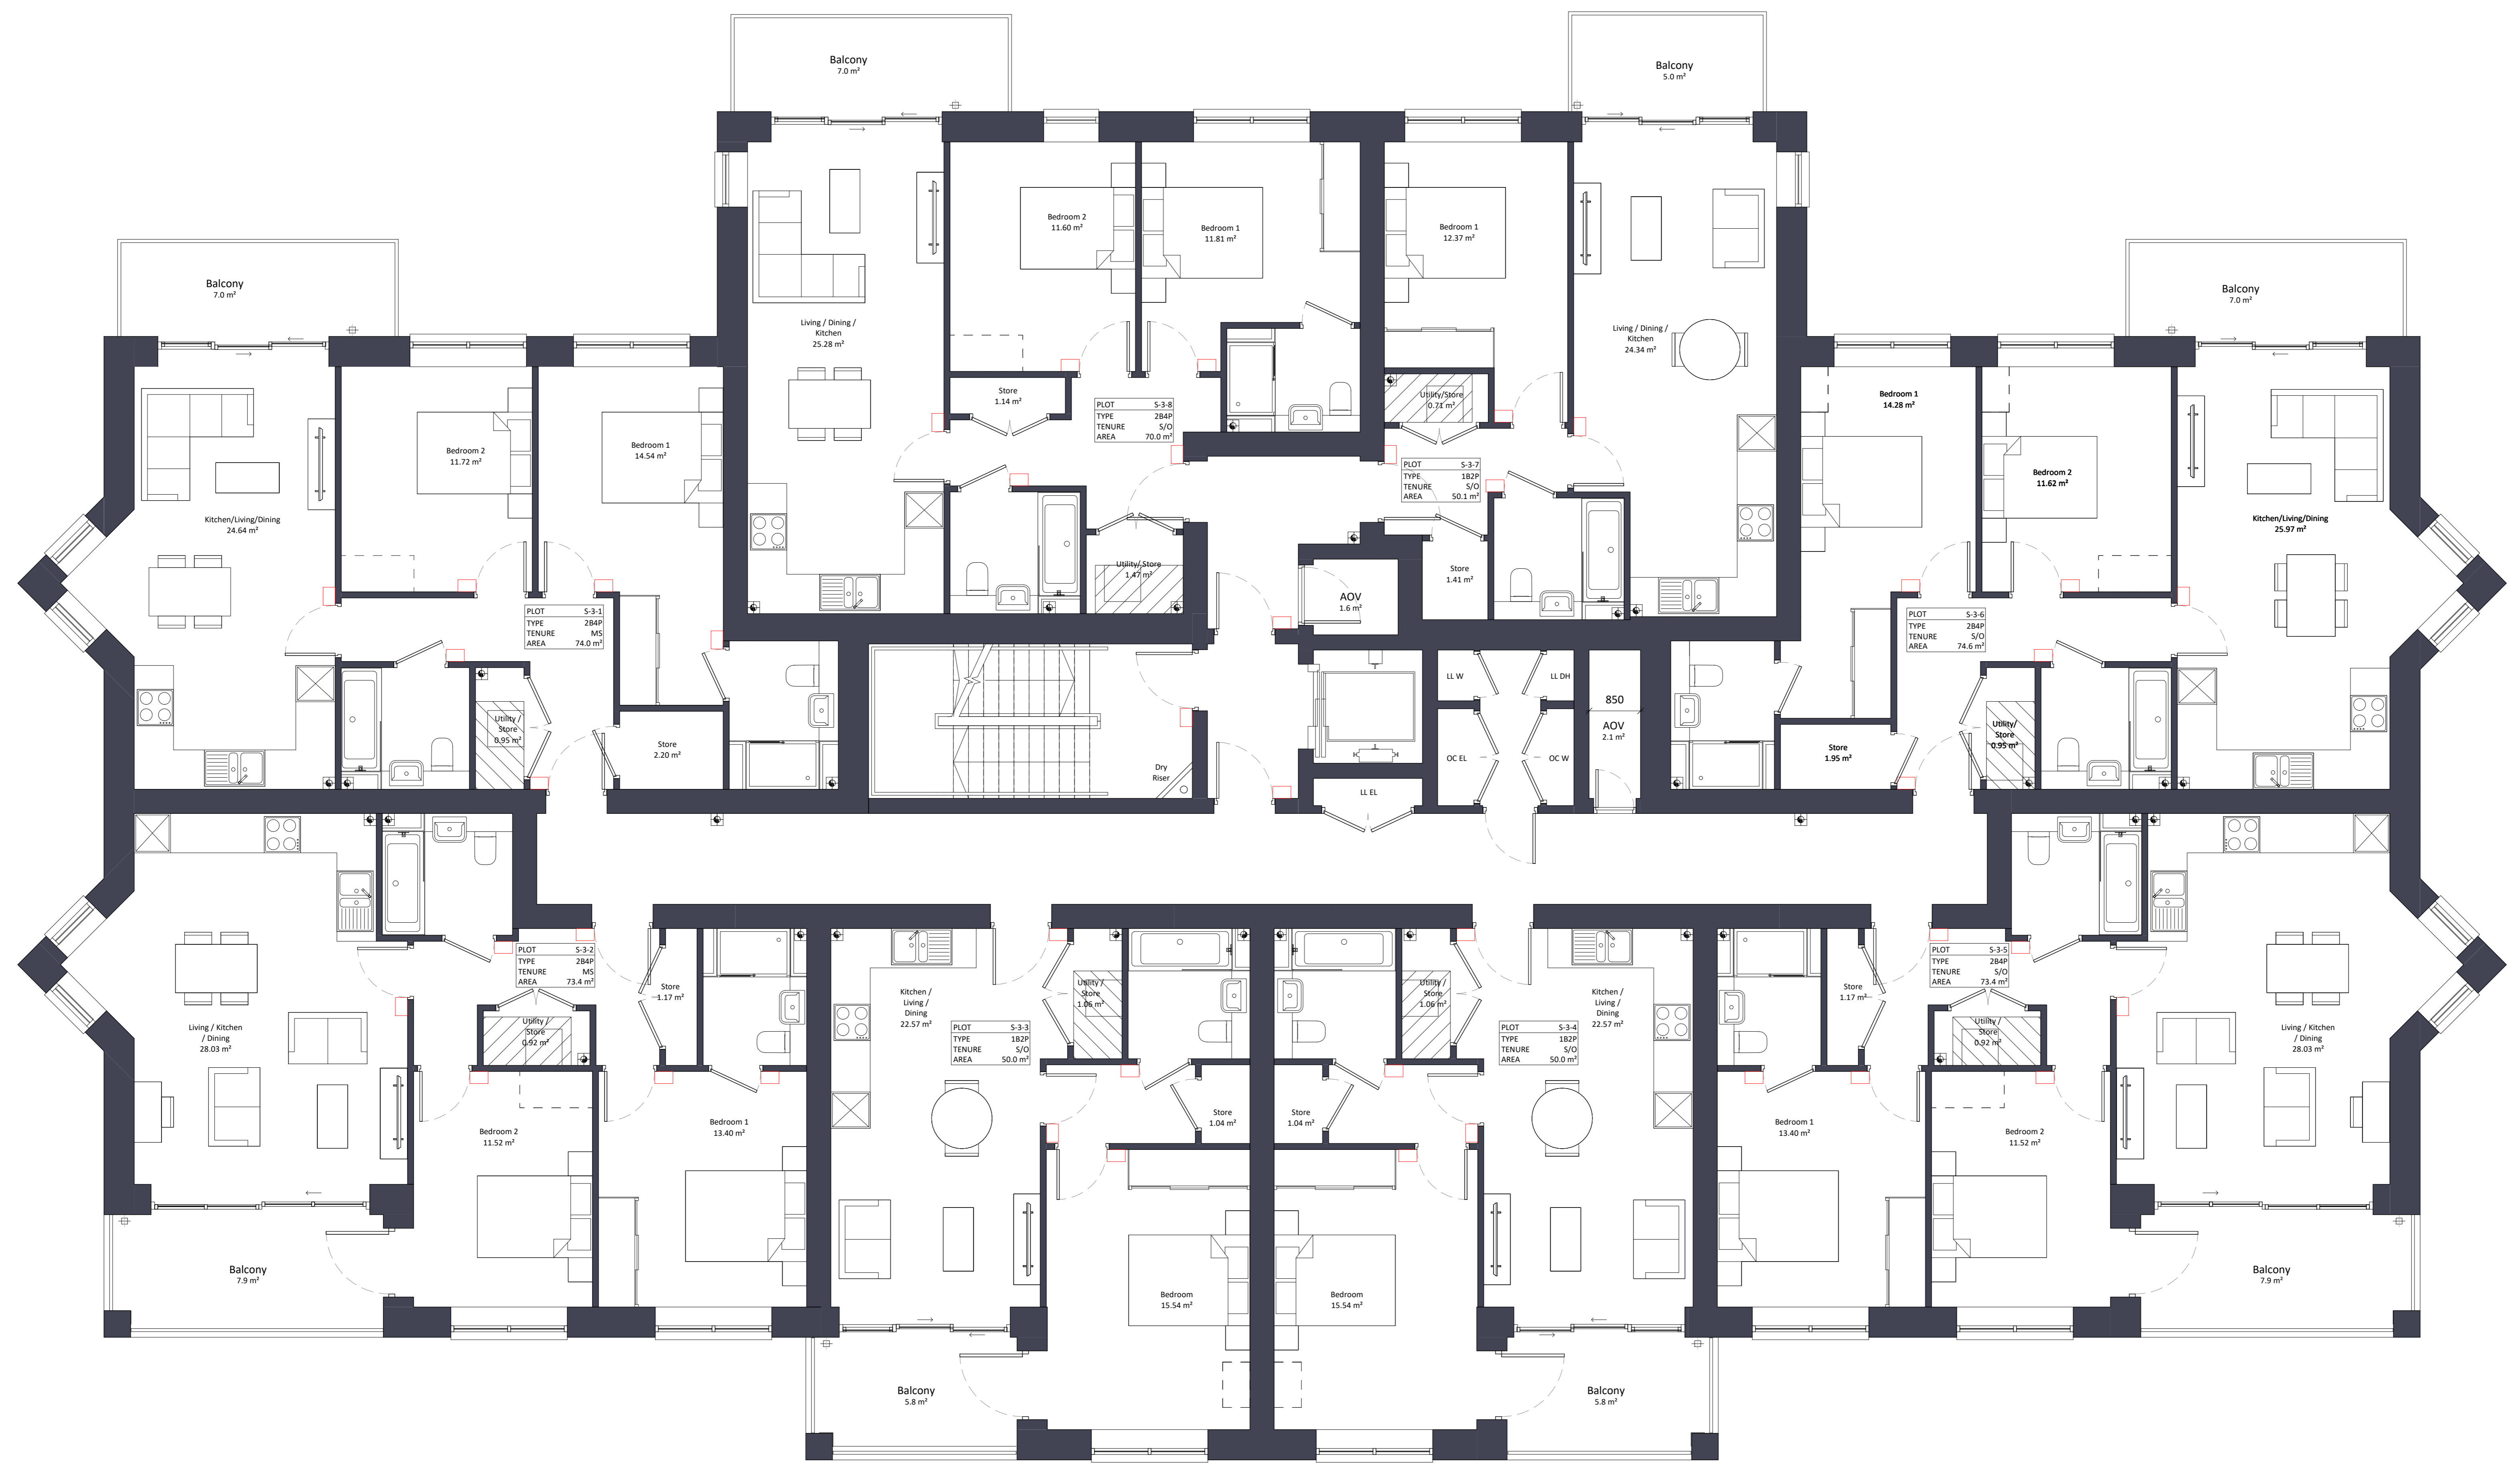 Balcony
7.0 m²
Balcony
5.0 m²
Balcony
7.0 m²
Balcony
7.0 m²
Living / Dining /
Kitchen
25.28 m²
Bedroom 2
11.60 m²
Bedroom 1
11.81 m²
Bedroom 1
12.37 m²
Living / Dining /
Kitchen
24.34 m²
Store
1.14 m²
PLOT S-3-8
TYPE 2B4P
TENURE S/O
AREA 70.0 m²
Utility/Store
0.71 m²
PLOT S-3-7
TYPE 1B2P
TENURE S/O
AREA 50.1 m²
Utility/ Store
1.47 m²
Store
1.41 m²
AOV
1.6 m²
Kitchen/Living/Dining
24.64 m²
Bedroom 2
11.72 m²
Bedroom 1
14.54 m²
PLOT S-3-1
TYPE 2B4P
TENURE MS
AREA 74.0 m²
Utility /
Store
0.95 m²
Store
2.20 m²
Dry
Riser
LL W
LL DH
OC EL
OC W
LL EL
850
AOV
2.1 m²
Bedroom 1
14.28 m²
Bedroom 2
11.62 m²
Kitchen/Living/Dining
25.97 m²
PLOT S-3-6
TYPE 2B4P
TENURE S/O
AREA 74.6 m²
Store
1.95 m²
Utility/
Store
0.95 m²
PLOT S-3-2
TYPE 2B4P
TENURE MS
AREA 73.4 m²
Living / Kitchen
/ Dining
28.03 m²
Utility /
Store
0.92 m²
Store
1.17 m²
Bedroom 2
11.52 m²
Bedroom 1
13.40 m²
Balcony
7.9 m²
Kitchen /
Living /
Dining
22.57 m²
PLOT S-3-3
TYPE 1B2P
TENURE S/O
AREA 50.0 m²
Utility /
Store
1.06 m²
Store
1.04 m²
Bedroom
15.54 m²
Balcony
5.8 m²
Utility /
Store
1.06 m²
Store
1.04 m²
Kitchen /
Living /
Dining
22.57 m²
PLOT S-3-4
TYPE 1B2P
TENURE S/O
AREA 50.0 m²
Bedroom
15.54 m²
Balcony
5.8 m²
Store
1.17 m²
PLOT S-3-5
TYPE 2B4P
TENURE S/O
AREA 73.4 m²
Utility /
Store
0.92 m²
Living / Kitchen
/ Dining
28.03 m²
Bedroom 1
13.40 m²
Bedroom 2
11.52 m²
Balcony
7.9 m²